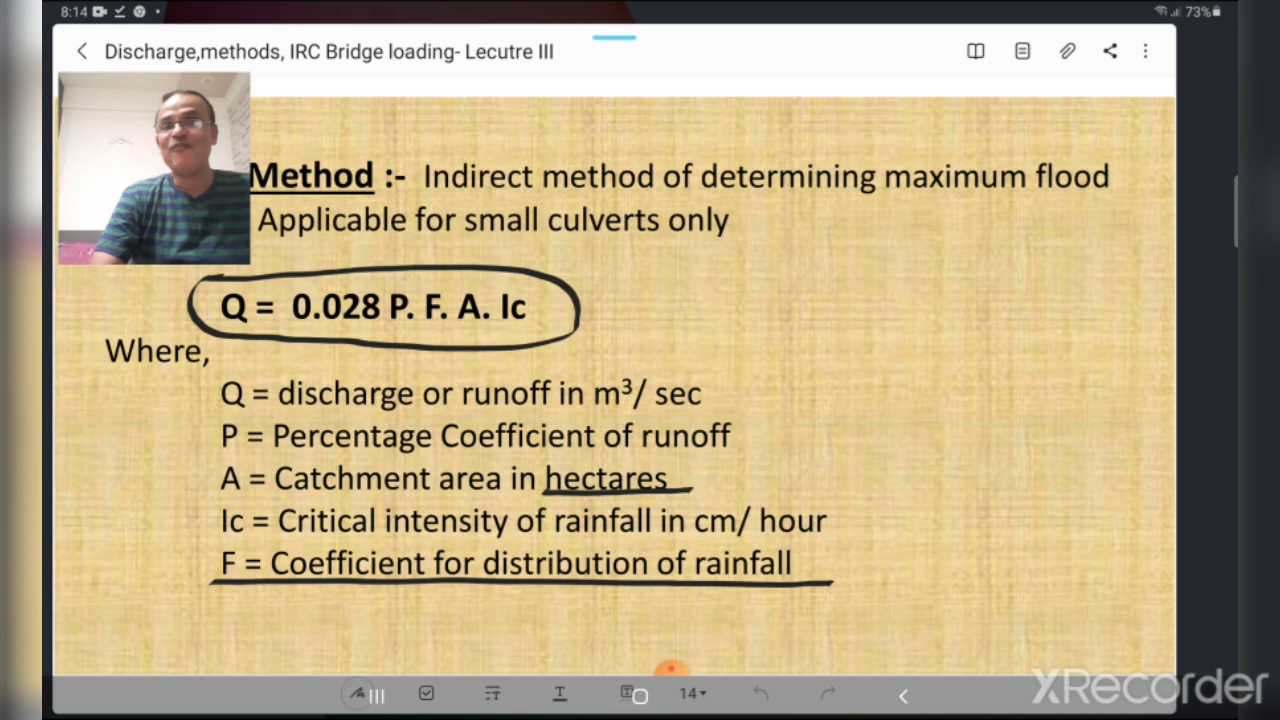 8:14
73%
Discharge,methods, IRC Bridge loading- Lecutre III
Method :- Indirect method of determining maximum flood
Applicable for small culverts only
Q = 0.028 P. F. A. Ic
Where,
Q = discharge or runoff in m³/ sec
P = Percentage Coefficient of runoff
A = Catchment area in hectares
Ic = Critical intensity of rainfall in cm/ hour
F = Coefficient for distribution of rainfall
14
XRecorder